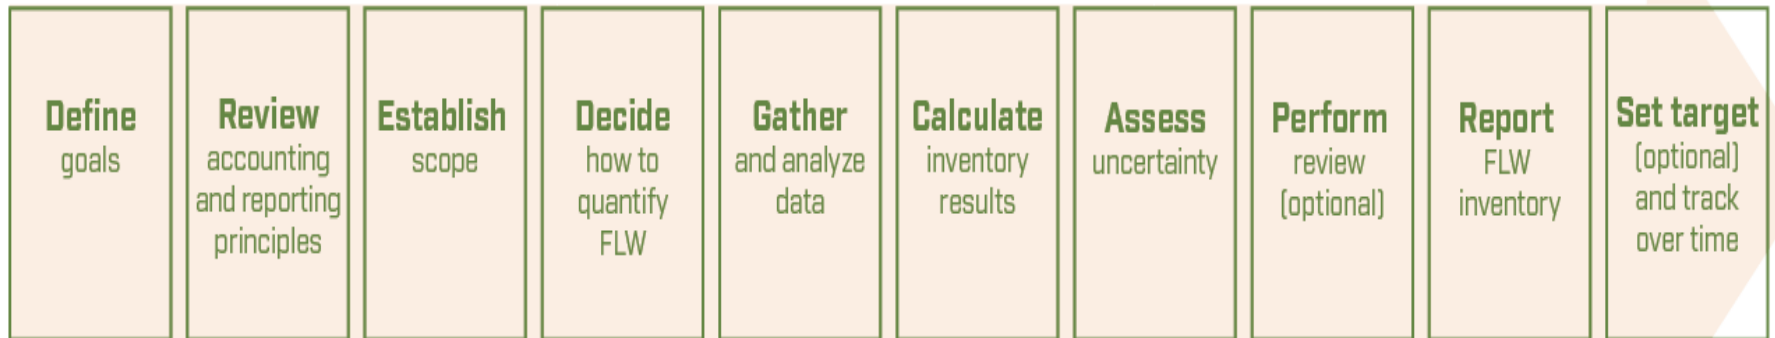 Define
goals
Review
accounting
and reporting
principles
Establish
scope
Decide
how to
quantify
FLW
Gather
and analyze
data
Calculate
inventory
results
Assess
uncertainty
Perform
review
(optional)
Report
FLW
inventory
Set target
(optional)
and track
over time